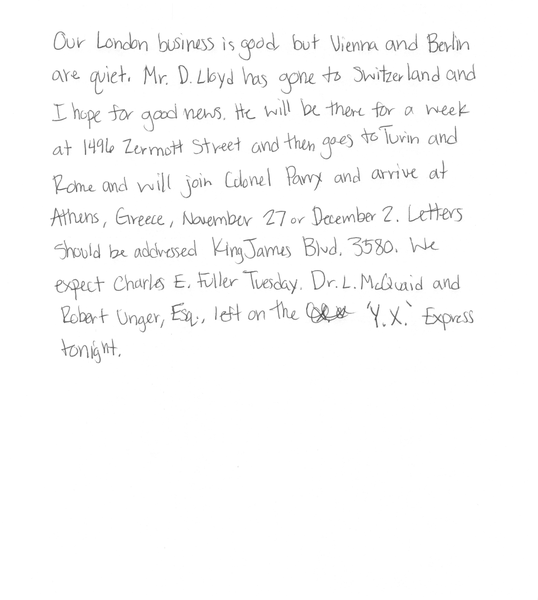 Our London business is good but Vienna and Berlin
are quiet. Mr. D. Lloyd has gone to Switzerland and
I hope for good news. He will be there for a week
at 1496 Zermott Street and then goes to Turin and
Rome and will join Colonel Parry and arrive at
Athens, Greece, November 27 or December 2. Letters
Should be addressed King James Blvd. 3580. We
expect Charles E. Fuller Tuesday. Dr. L. McQuaid and
Robert Unger, Esq., left on the 'Y.X.' Express
tonight.